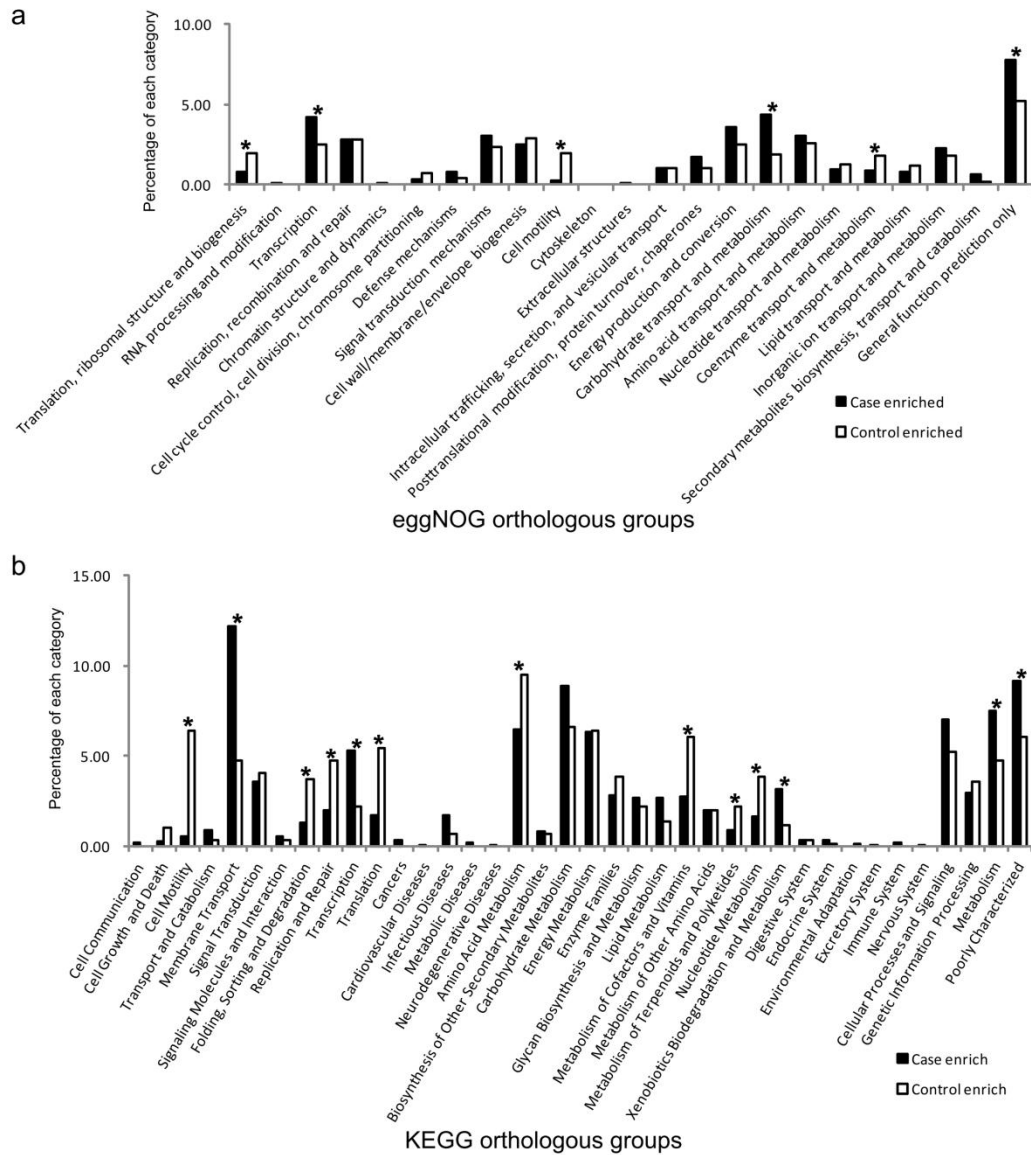 a
Percentage of each category
10.00
5.00
0.00
* * * * * *
Translation, ribosomal structure and biogenesis
RNA processing and modification
Transcription
Replication, recombination and repair
Chromatin structure and dynamics
Cell cycle control, cell division, chromosome partitioning
Defense mechanisms
Signal transduction mechanisms
Cell wall/membrane/envelope biogenesis
Cell motility
Cytoskeleton
Extracellular structures
Intracellular trafficking, secretion, and vesicular transport
Posttranslational modification, protein turnover, chaperones
Energy production and conversion
Carbohydrate transport and metabolism
Amino acid transport and metabolism
Nucleotide transport and metabolism
Coenzyme transport and metabolism
Lipid transport and metabolism
Inorganic ion transport and metabolism
Secondary metabolites biosynthesis, transport and catabolism
General function prediction only
Case enriched
Control enriched
eggNOG orthologous groups
b
Percentage of each category
15.00
10.00
5.00
0.00
* * * * * * * * * * * * *
Cell Communication
Cell Growth and Death
Cell Motility
Transport and Catabolism
Membrane Transport
Signal Transduction
Signaling Molecules and Interaction
Folding, Sorting and Degradation
Replication and Repair
Transcription
Translation
Cancers
Cardiovascular Diseases
Infectious Diseases
Metabolic Diseases
Neurodegenerative Diseases
Amino Acid Metabolism
Biosynthesis of Other Secondary Metabolites
Carbohydrate Metabolism
Energy Metabolism
Enzyme Families
Glycan Biosynthesis and Metabolism
Lipid Metabolism
Metabolism of Cofactors and Vitamins
Metabolism of Other Amino Acids
Metabolism of Terpenoids and Polyketides
Nucleotide Metabolism
Xenobiotics Biodegradation and Metabolism
Digestive System
Endocrine System
Environmental Adaptation
Excretory System
Immune System
Nervous System
Cellular Processes and Signaling
Genetic Information Processing
Metabolism
Poorly Characterized
Case enrich
Control enrich
KEGG orthologous groups